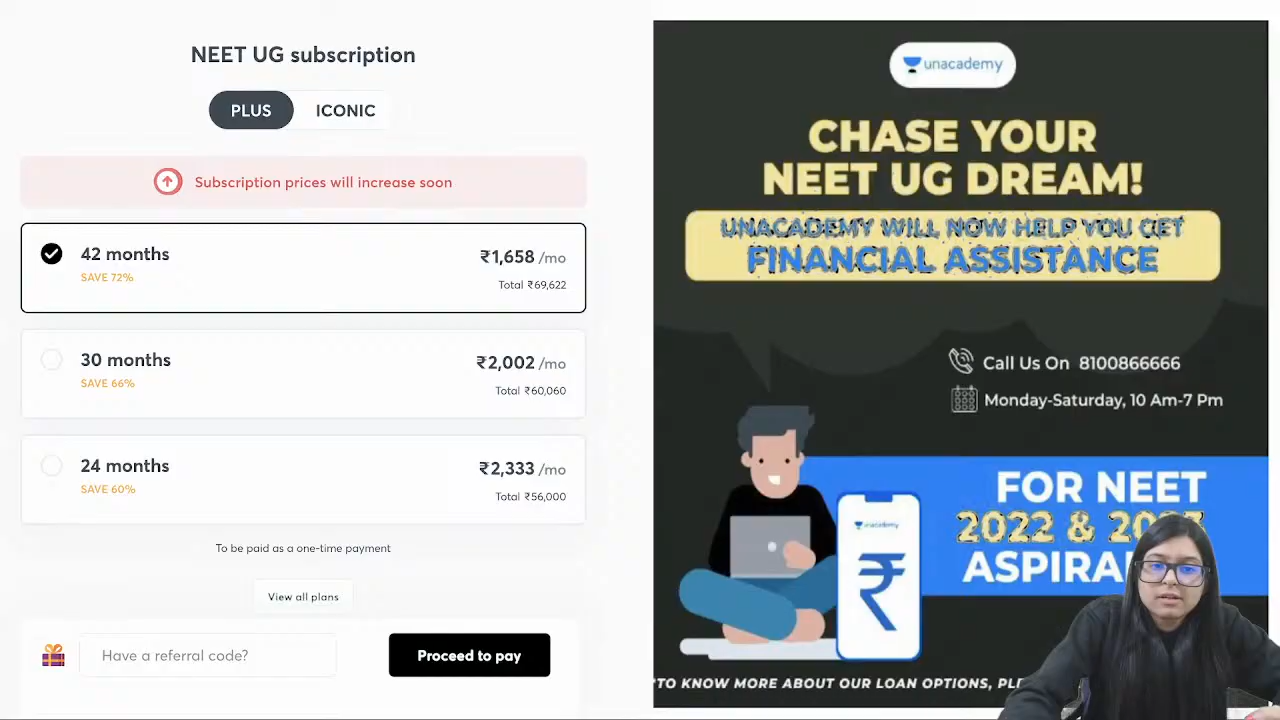 NEET UG subscription
PLUS
ICONIC
Subscription prices will increase soon
42 months
₹1,658 /mo
SAVE 72%
Total ₹69,622
30 months
₹2,002 /mo
SAVE 66%
Total ₹60,060
24 months
₹2,333 /mo
SAVE 60%
Total ₹56,000
To be paid as a one-time payment
View all plans
Have a referral code?
Proceed to pay
unacademy
CHASE YOUR
NEET UG DREAM!
UNACADEMY WILL NOW HELP YOU GET
FINANCIAL ASSISTANCE
Call Us On 8100866666
Monday-Saturday, 10 Am-7 Pm
FOR NEET
2022 &
unacademy
₹
TO KNOW MORE ABOUT OUR LOAN OPTIONS,